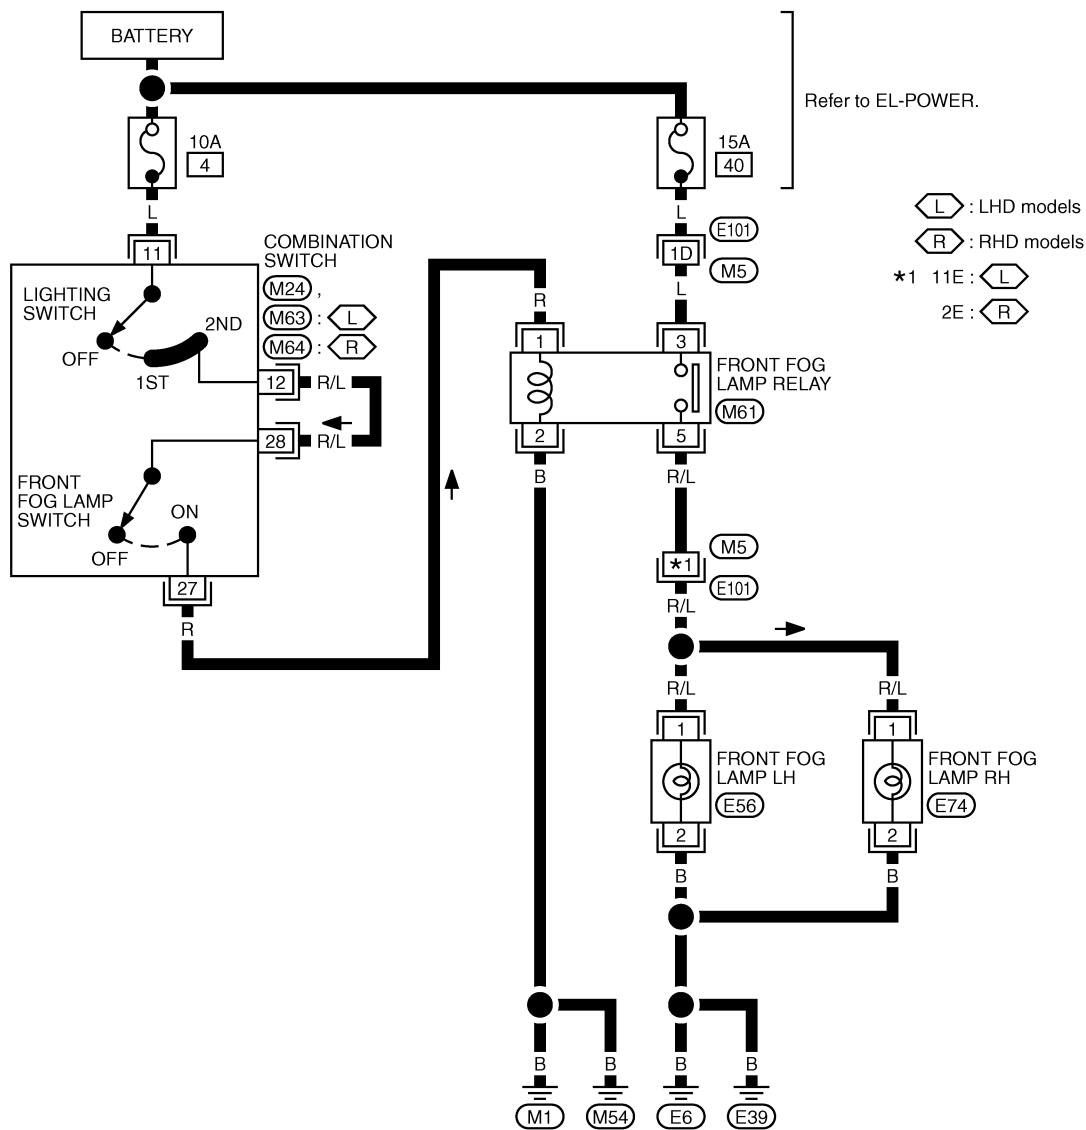 BATTERY
Refer to EL-POWER.
10A
4
15A
40
L
L
L : LHD models
R : RHD models
*1 11E : L
2E : R
11
E101
1D
M5
L
COMBINATION
SWITCH
M24 ,
M63 : L
M64 : R
LIGHTING
SWITCH
OFF
1ST
2ND
12
R/L
28
R/L
FRONT
FOG LAMP
SWITCH
OFF
ON
27
R
R
1
3
FRONT FOG
LAMP RELAY
M61
2
5
B
R/L
M5
*1
E101
R/L
R/L
R/L
1
1
FRONT FOG
LAMP LH
E56
FRONT FOG
LAMP RH
E74
2
2
B
B
B
B
B
B
M1
M54
E6
E39